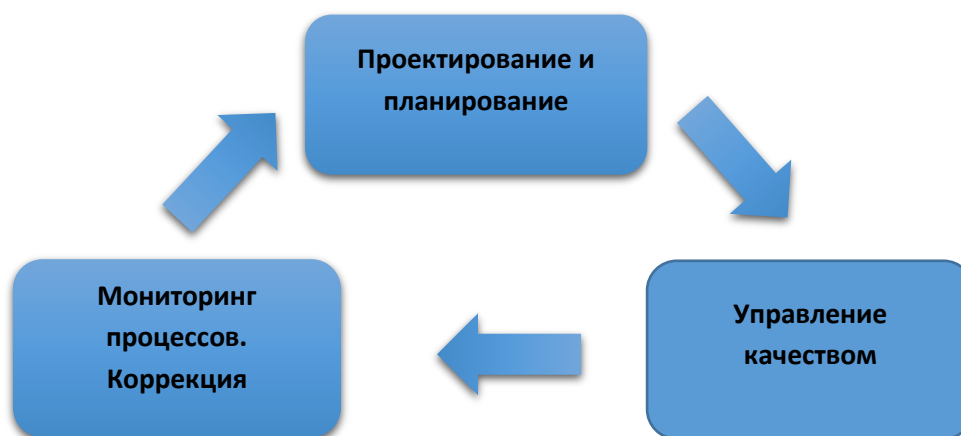 Проектирование и
планирование
Мониторинг
процессов.
Коррекция
Управление
качеством